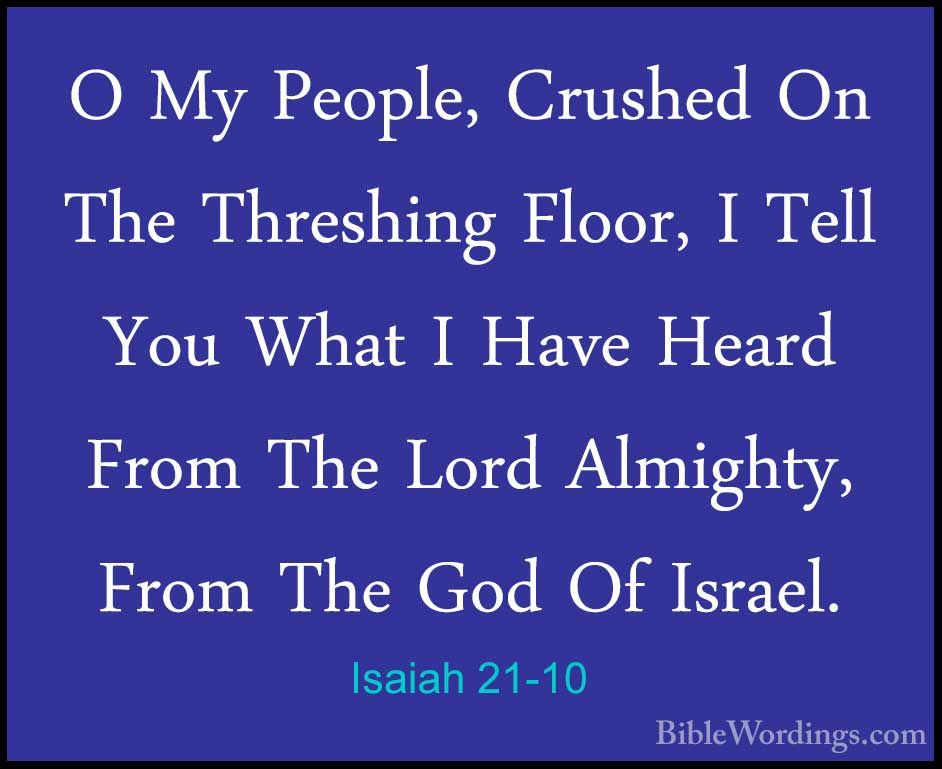 O My People, Crushed On
The Threshing Floor, I Tell
You What I Have Heard
From The Lord Almighty,
From The God Of Israel.
Isaiah 21-10
BibleWordings.com